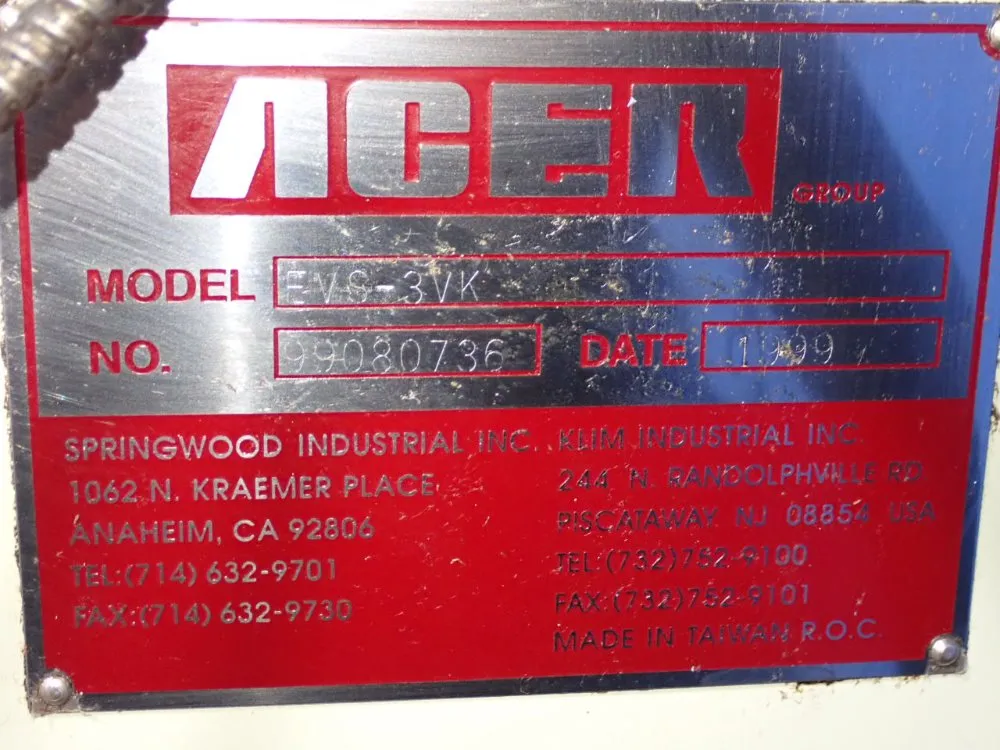 ACER
GROUP
MODEL EVS-3VK
NO. 99080736 DATE 1999
SPRINGWOOD INDUSTRIAL INC.
1062 N. KRAEMER PLACE
ANAHEIM, CA 92806
TEL:(714) 632-9701
FAX:(714) 632-9730
KLIM INDUSTRIAL INC.
244 N. RANDOLPHVILLE RD.
PISCATAWAY NJ 08854 USA
TEL:(732)752-9100
FAX:(732)752-9101
MADE IN TAIWAN R.O.C.